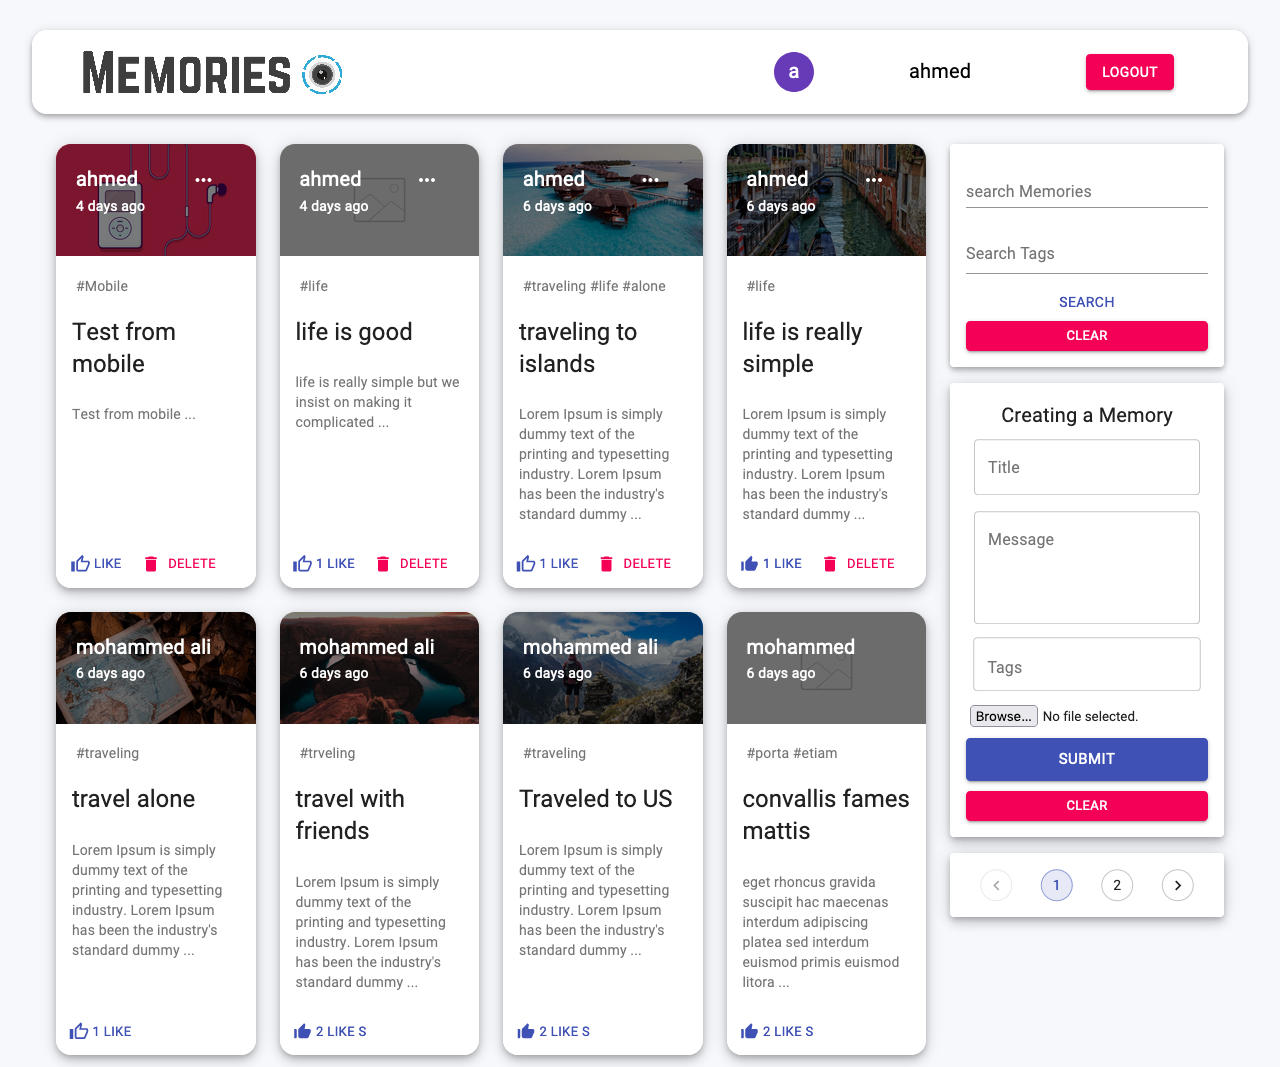 MEMORIES
a
ahmed
LOGOUT
ahmed
4 days ago
#Mobile
Test from
mobile
Test from mobile ...
LIKE
DELETE
ahmed
4 days ago
#life
life is good
life is really simple but we
insist on making it
complicated ...
1 LIKE
DELETE
ahmed
6 days ago
#traveling #life #alone
traveling to
islands
Lorem Ipsum is simply
dummy text of the
printing and typesetting
industry. Lorem Ipsum
has been the industry's
standard dummy ...
1 LIKE
DELETE
ahmed
6 days ago
#life
life is really
simple
Lorem Ipsum is simply
dummy text of the
printing and typesetting
industry. Lorem Ipsum
has been the industry's
standard dummy ...
1 LIKE
DELETE
mohammed ali
6 days ago
#traveling
travel alone
Lorem Ipsum is simply
dummy text of the
printing and typesetting
industry. Lorem Ipsum
has been the industry's
standard dummy ...
1 LIKE
mohammed ali
6 days ago
#trveling
travel with
friends
Lorem Ipsum is simply
dummy text of the
printing and typesetting
industry. Lorem Ipsum
has been the industry's
standard dummy ...
2 LIKE S
mohammed ali
6 days ago
#traveling
Traveled to US
Lorem Ipsum is simply
dummy text of the
printing and typesetting
industry. Lorem Ipsum
has been the industry's
standard dummy ...
2 LIKE S
mohammed
6 days ago
#porta #etiam
convallis fames
mattis
eget rhoncus gravida
suscipit hac maecenas
interdum adipiscing
platea sed interdum
euismod primis euismod
litora ...
2 LIKE S
search Memories
Search Tags
SEARCH
CLEAR
Creating a Memory
Title
Message
Tags
Browse... No file selected.
SUBMIT
CLEAR
1 2